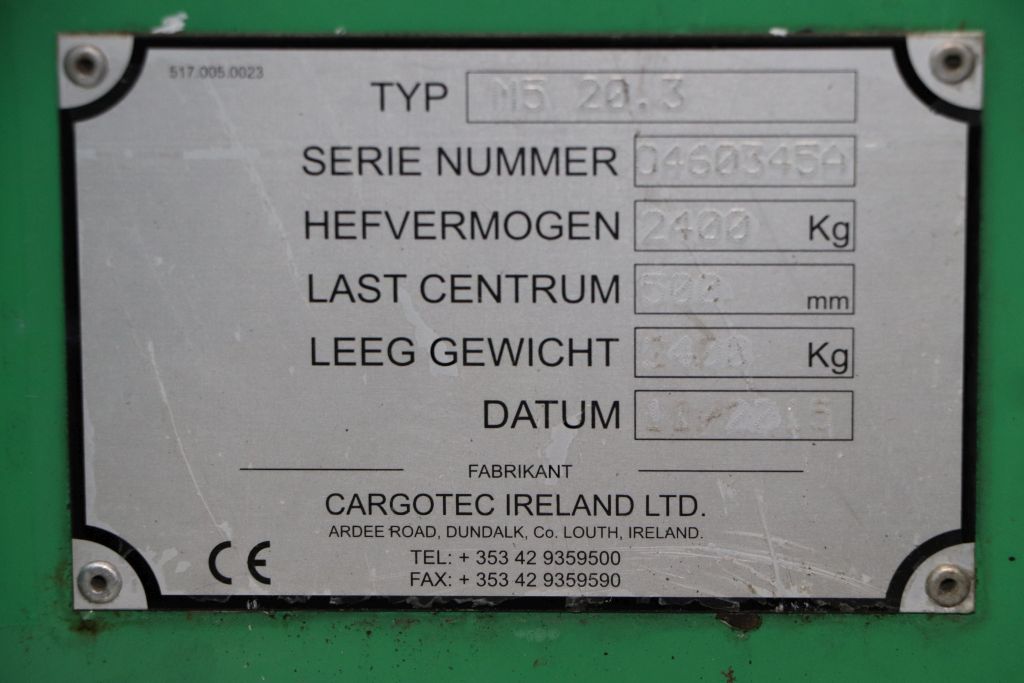 517.005.0023
TYP M5 20.3
SERIE NUMMER 0460345A
HEFVERMOGEN 2400 Kg
LAST CENTRUM 500 mm
LEEG GEWICHT Kg
DATUM
FABRIKANT
CARGOTEC IRELAND LTD.
ARDEE ROAD, DUNDALK, Co. LOUTH, IRELAND.
TEL: + 353 42 9359500
FAX: + 353 42 9359590
CE